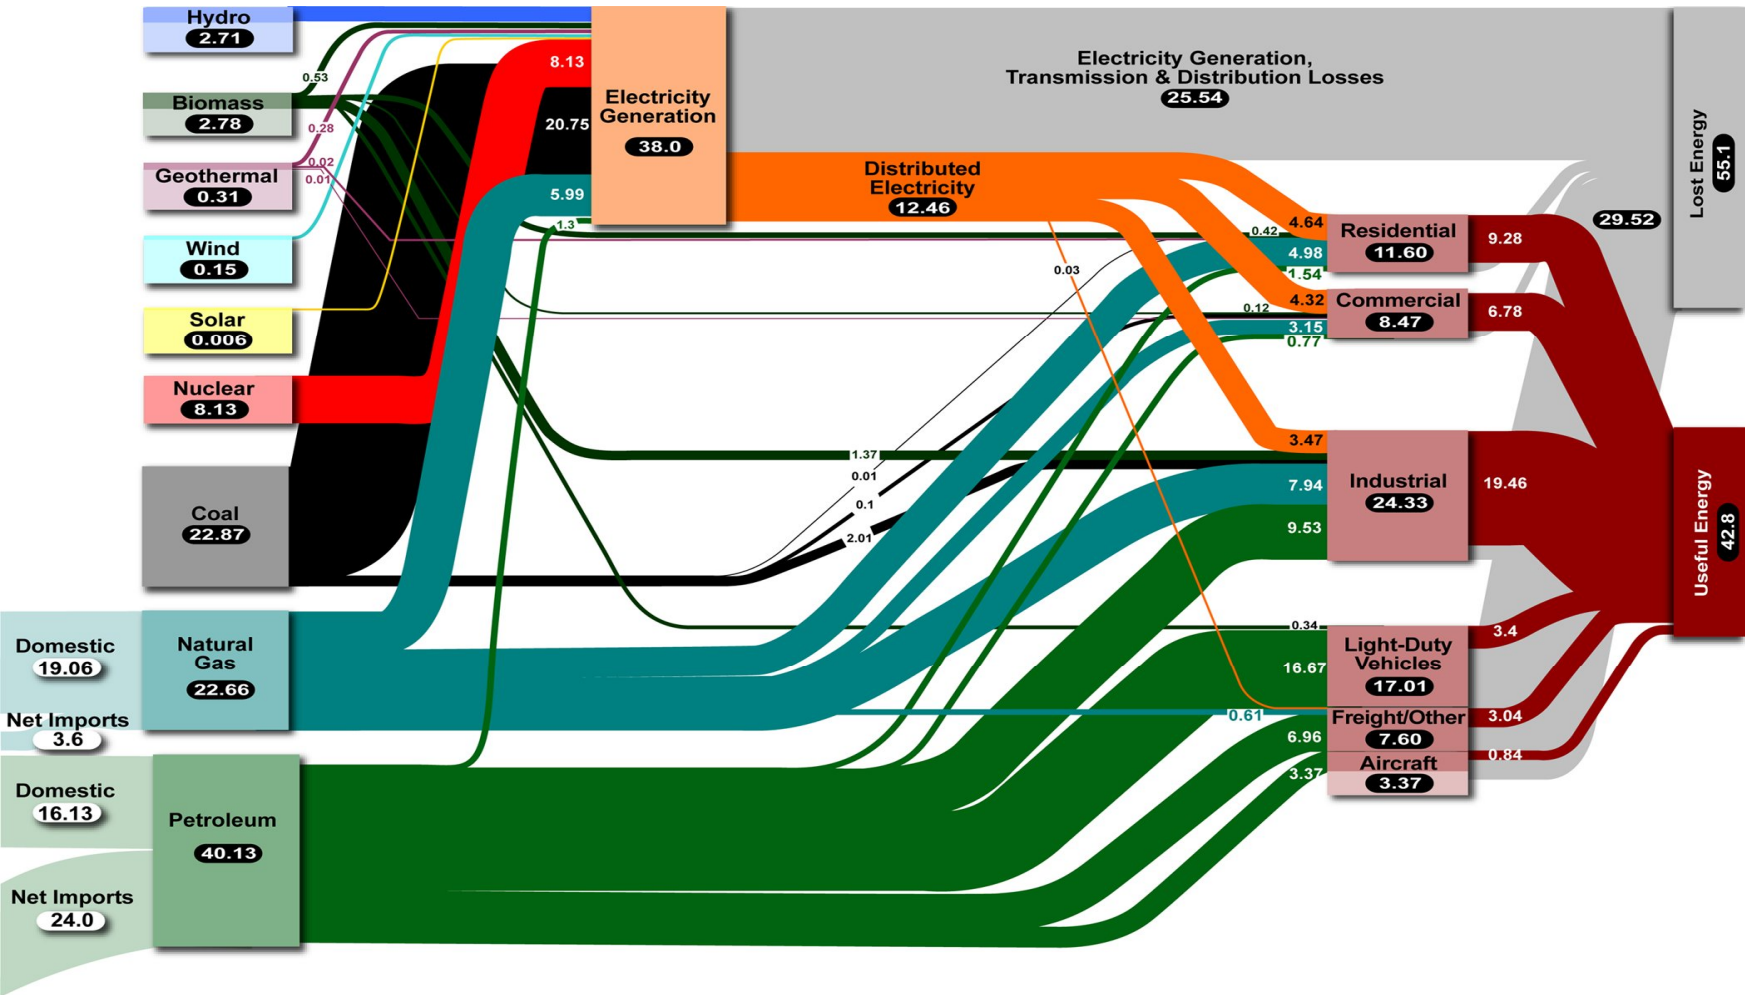 Hydro
2.71
Biomass
2.78
Geothermal
0.31
Wind
0.15
Solar
0.006
Nuclear
8.13
Coal
22.87
Domestic
19.06
Net Imports
3.6
Natural
Gas
22.66
Domestic
16.13
Net Imports
24.0
Petroleum
40.13
0.53
0.28
0.02
0.01
8.13
20.75
5.99
1.3
Electricity
Generation
38.0
Electricity Generation,
Transmission & Distribution Losses
25.54
Distributed
Electricity
12.46
0.03
1.37
0.01
0.1
2.01
4.64
0.42
4.98
1.54
4.32
0.12
3.15
0.77
3.47
7.94
9.53
0.34
16.67
0.61
6.96
3.37
Residential
11.60
Commercial
8.47
Industrial
24.33
Light-Duty
Vehicles
17.01
Freight/Other
7.60
Aircraft
3.37
9.28
6.78
19.46
3.4
3.04
0.84
29.52
Lost Energy
55.1
Useful Energy
42.8